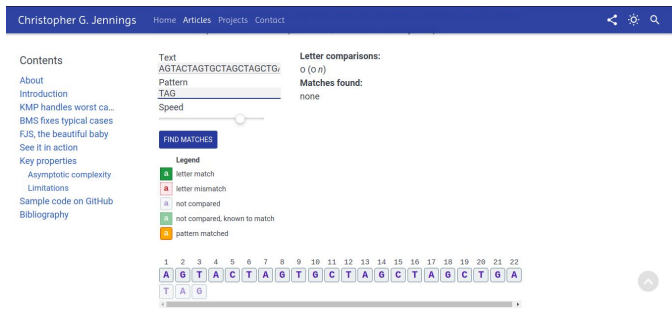 Christopher G. Jennings Home Articles Projects Contact
Contents
About
Introduction
KMP handles worst ca...
BMS fixes typical cases
FJS, the beautiful baby
See it in action
Key properties
Asymptotic complexity
Limitations
Sample code on GitHub
Bibliography
Text
AGTACTAGTGCTAGCTAGCTG
Pattern
TAG
Speed
FIND MATCHES
Letter comparisons:
0 (0 n)
Matches found:
none
Legend
a letter match
a letter mismatch
a not compared
a not compared, known to match
a pattern matched
1 2 3 4 5 6 7 8 9 10 11 12 13 14 15 16 17 18 19 20 21 22
A G T A C T A G T G C T A G C T A G C T G A
T A G